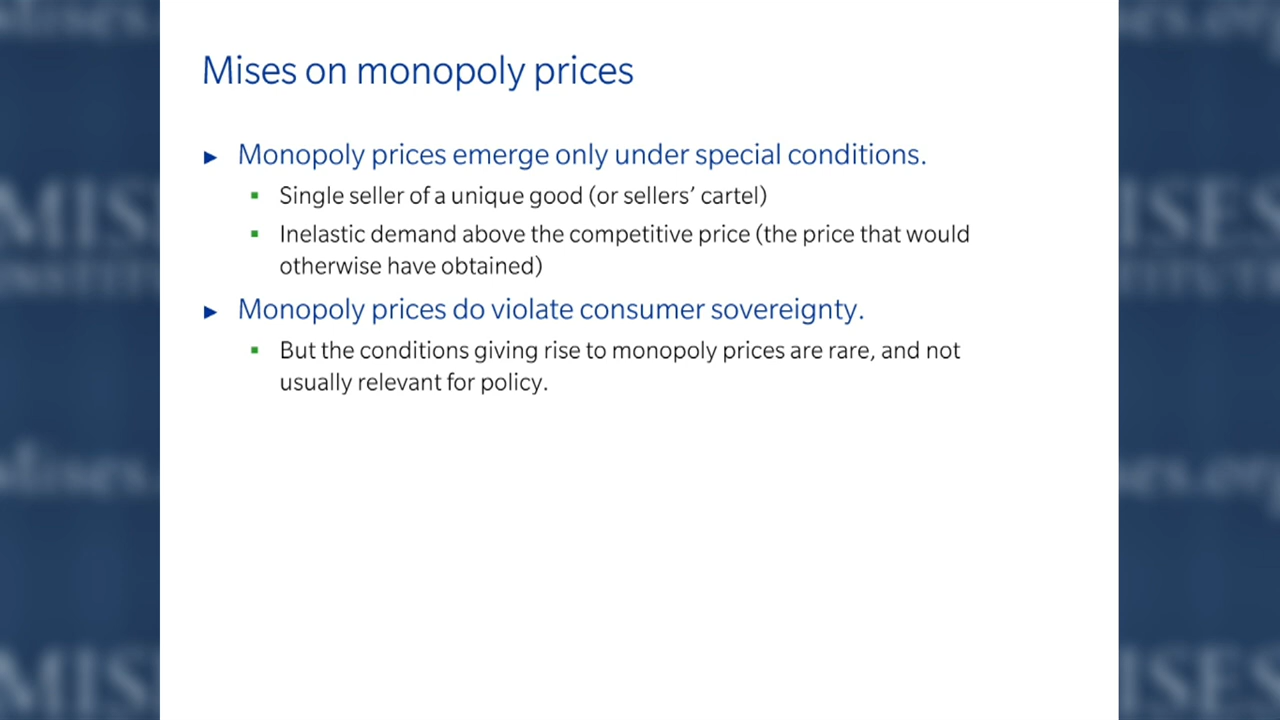 Mises on monopoly prices
► Monopoly prices emerge only under special conditions.
▪ Single seller of a unique good (or sellers’ cartel)
▪ Inelastic demand above the competitive price (the price that would
otherwise have obtained)
► Monopoly prices do violate consumer sovereignty.
▪ But the conditions giving rise to monopoly prices are rare, and not
usually relevant for policy.